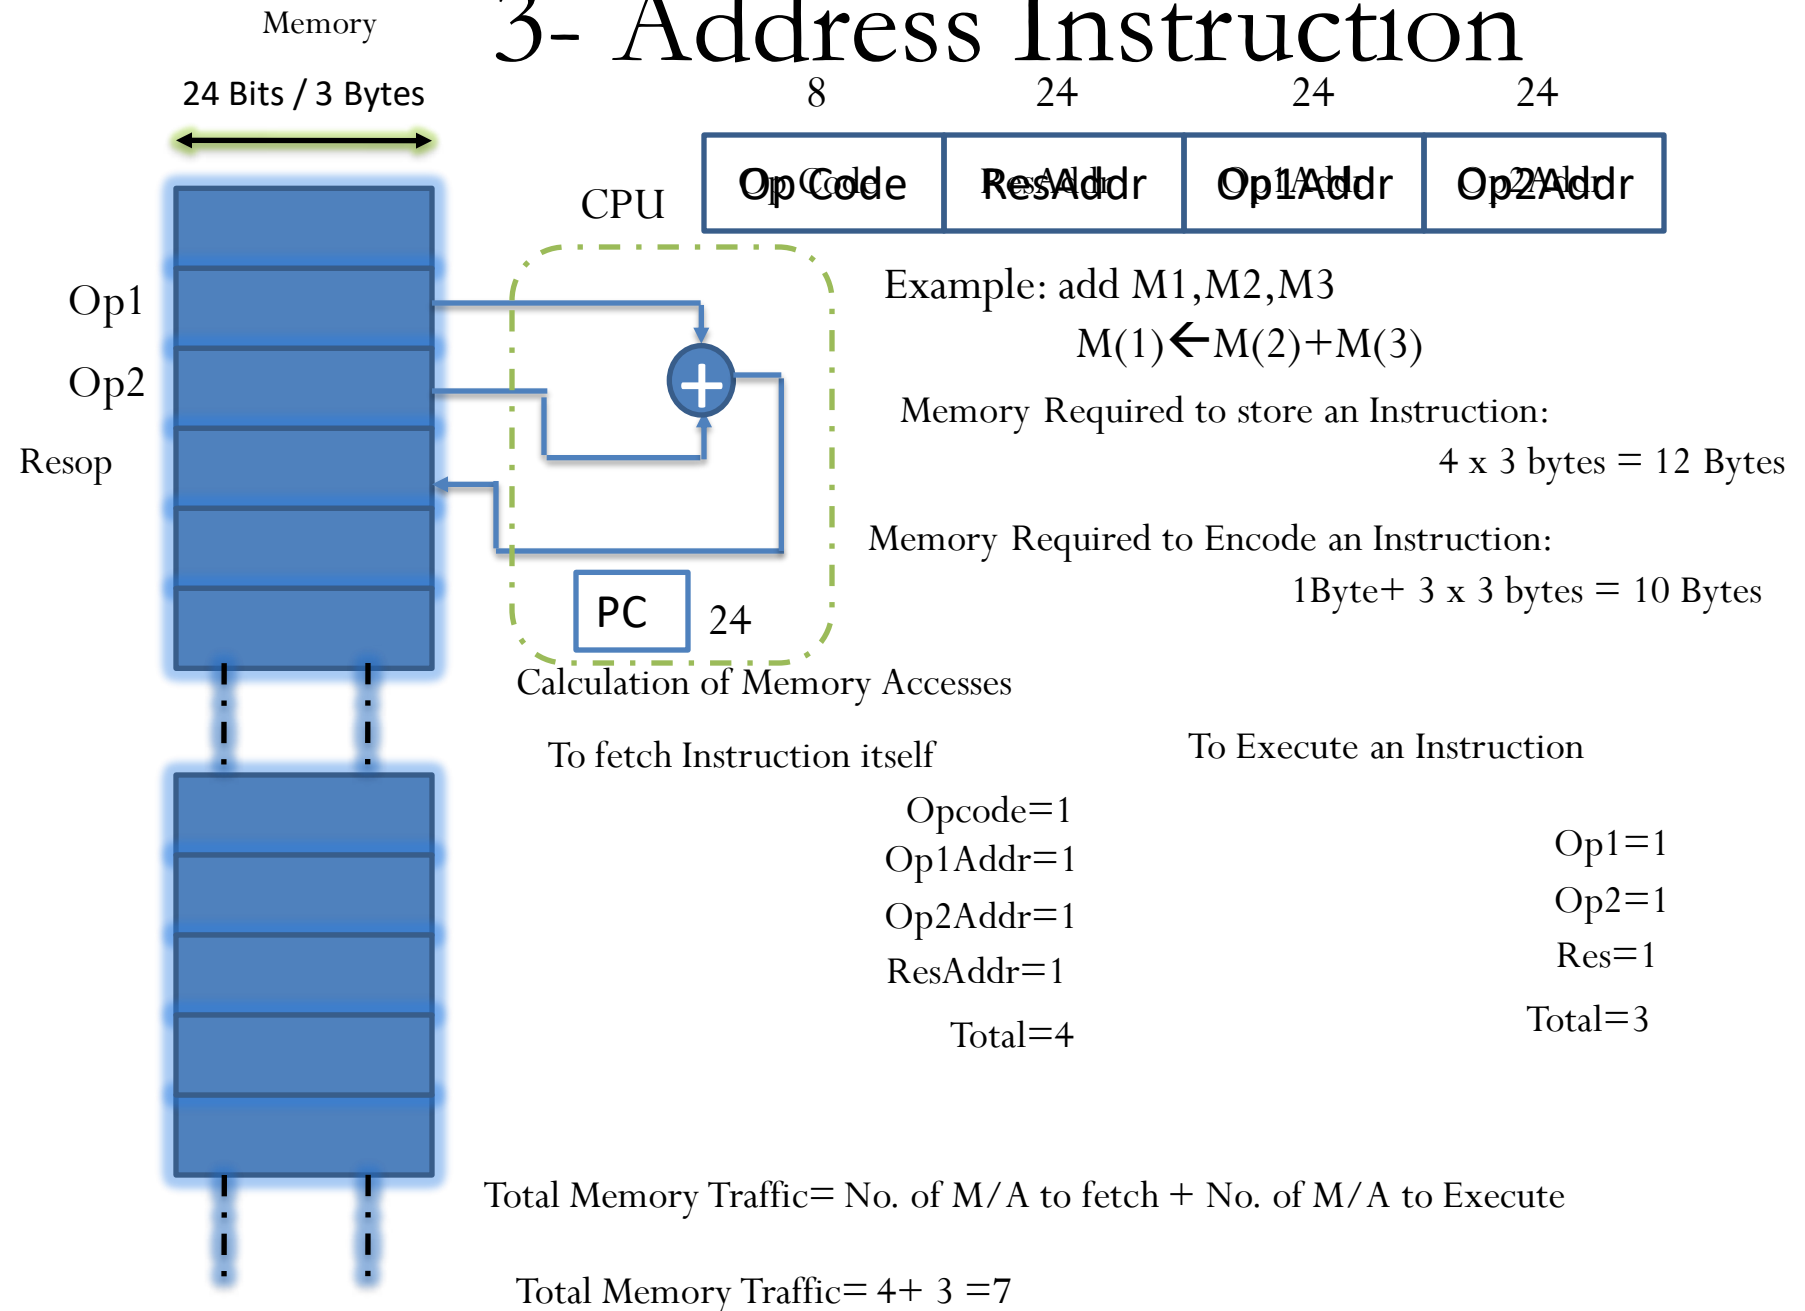 3- Address Instruction
Memory
24 Bits / 3 Bytes
8 24 24 24
Op Code ResAddr Op1Addr Op2Addr
CPU
Op1
Op2
Resop
+
PC 24
Example: add M1,M2,M3
M(1)🡨M(2)+M(3)
Memory Required to store an Instruction:
4 x 3 bytes = 12 Bytes
Memory Required to Encode an Instruction:
1Byte+ 3 x 3 bytes = 10 Bytes
Calculation of Memory Accesses
To fetch Instruction itself
Opcode=1
Op1Addr=1
Op2Addr=1
ResAddr=1
Total=4
To Execute an Instruction
Op1=1
Op2=1
Res=1
Total=3
Total Memory Traffic= No. of M/A to fetch + No. of M/A to Execute
Total Memory Traffic= 4+ 3 =7